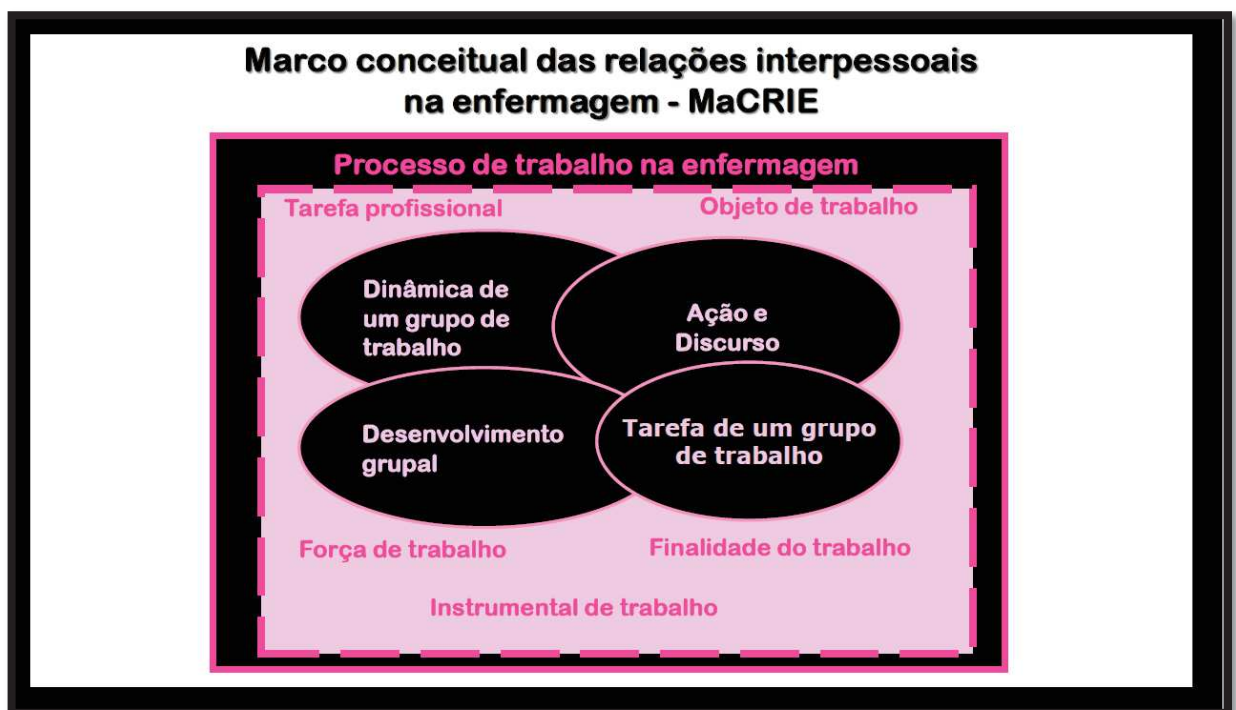 Marco conceitual das relações interpessoais
na enfermagem - MaCRIE
Processo de trabalho na enfermagem
Tarefa profissional
Objeto de trabalho
Dinâmica de
um grupo de
trabalho
Ação e
Discurso
Desenvolvimento
grupal
Tarefa de um grupo
de trabalho
Força de trabalho
Finalidade do trabalho
Instrumental de trabalho